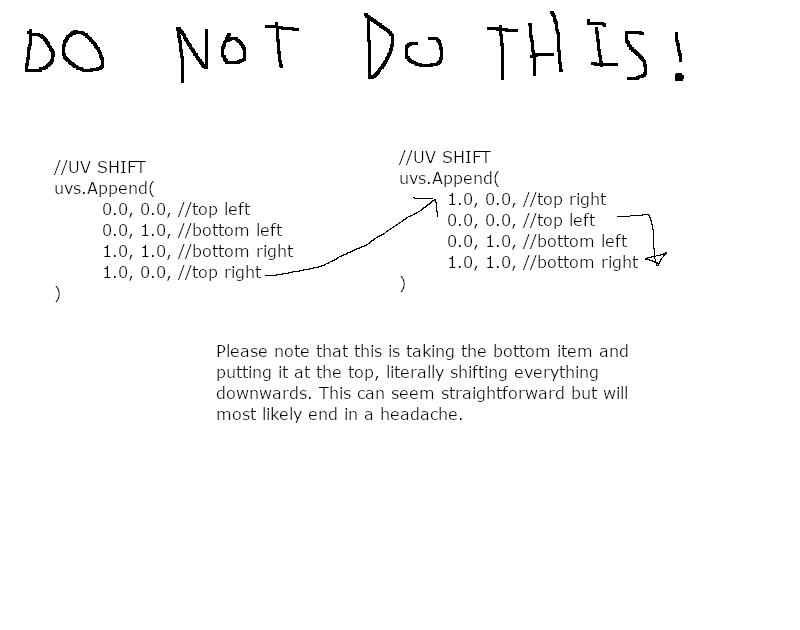 DO NOT DO THIS!
//UV SHIFT
uvs.Append(
0.0, 0.0, //top left
0.0, 1.0, //bottom left
1.0, 1.0, //bottom right
1.0, 0.0, //top right
)
//UV SHIFT
uvs.Append(
1.0, 0.0, //top right
0.0, 0.0, //top left
0.0, 1.0, //bottom left
1.0, 1.0, //bottom right
)
Please note that this is taking the bottom item and
putting it at the top, literally shifting everything
downwards. This can seem straightforward but will
most likely end in a headache.